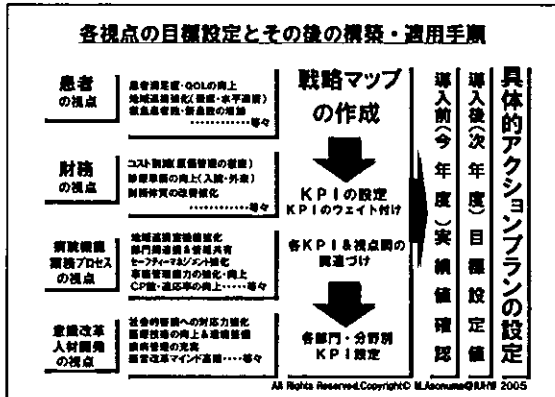 各視点の目標設定とその後の構築・適用手順
患者
の視点
患者満足度・QOLの向上
地域連携強化(垂直・水平連携)
救急患者数・新患数の増加
…………等々
財務
の視点
コスト削減(原価管理の徹底)
診療単価の向上(入院・外来)
財務体質の改善強化
…………等々
病院機能
業務プロセス
の視点
地域連携室機能強化
部門間連携&情報共有
セーフティーマネジメント強化
事務管理能力の強化・向上
CP数・適応率の向上……等々
意識改革
人材開発
の視点
社会的評価への対応力強化
医療技術の向上&環境整備
教育管理の充実
経営改革マインド高揚……等々
戦略マップ
の作成
KPIの設定
KPIのウェイト付け
各KPI&視点間の
関連づけ
各部門・分野別
KPI設定
導入前(今年度)実績値確認
導入後(次年度)目標設定値
具体的アクションプランの設定
All Rights Reserved.Copyright© M.Asonuma@IUHW 2005